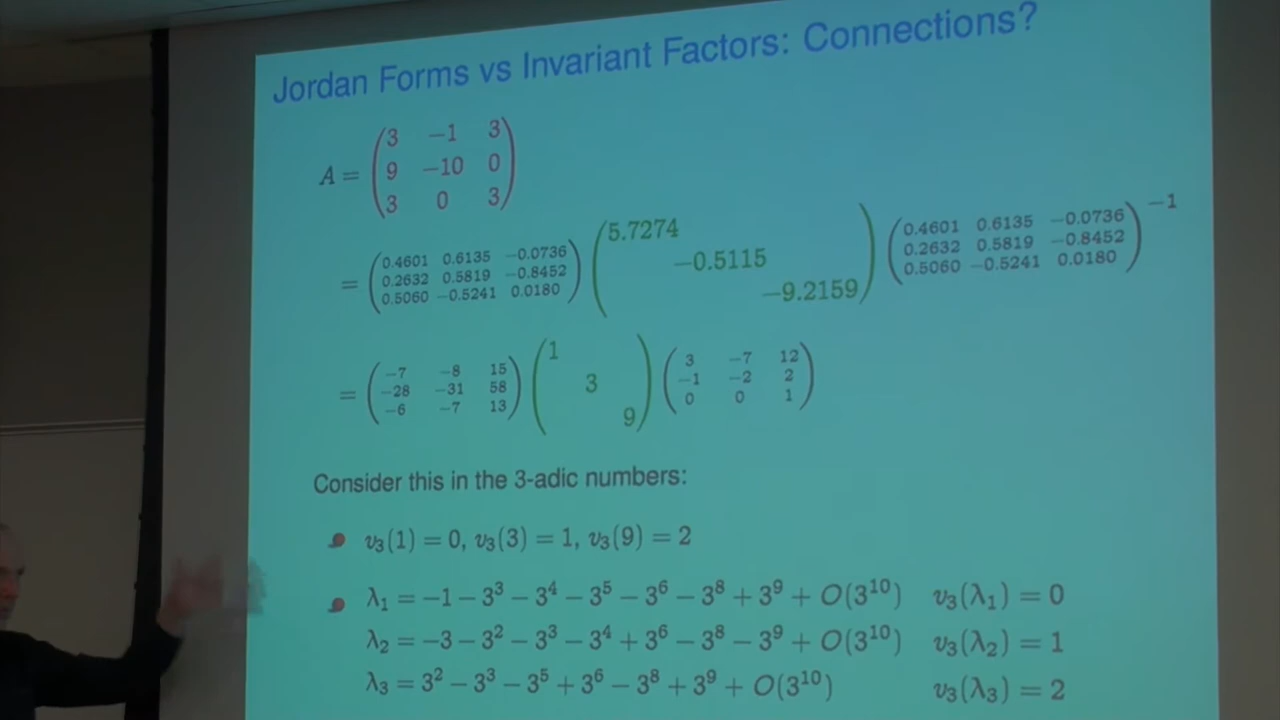 Jordan Forms vs Invariant Factors: Connections?
A = (3 −1 3
9 −10 0
3 0 3)
= (0.4601 0.6135 −0.0736
0.2632 0.5819 −0.8452
0.5060 −0.5241 0.0180) (5.7274
−0.5115
−9.2159) (0.4601 0.6135 −0.0736
0.2632 0.5819 −0.8452
0.5060 −0.5241 0.0180)⁻¹
= (−7 −8 15
−28 −31 58
−6 −7 13) (1
3
9) (3 −7 12
−1 −2 2
0 0 1)
Consider this in the 3-adic numbers:
v₃(1) = 0, v₃(3) = 1, v₃(9) = 2
λ₁ = −1 − 3³ − 3⁴ − 3⁵ − 3⁶ − 3⁸ + 3⁹ + O(3¹⁰) v₃(λ₁) = 0
λ₂ = −3 − 3² − 3³ − 3⁴ + 3⁶ − 3⁸ − 3⁹ + O(3¹⁰) v₃(λ₂) = 1
λ₃ = 3² − 3³ − 3⁵ + 3⁶ − 3⁸ + 3⁹ + O(3¹⁰) v₃(λ₃) = 2